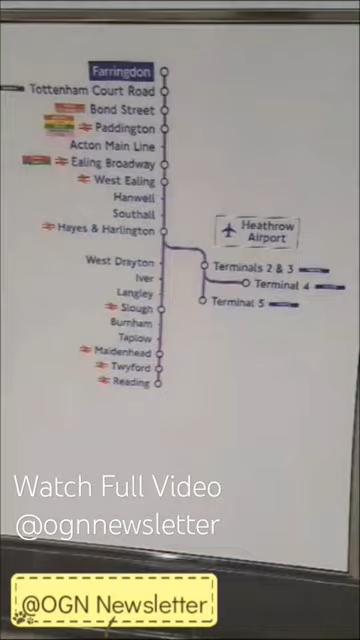 Farringdon
Tottenham Court Road
Bond Street
Paddington
Acton Main Line
Ealing Broadway
West Ealing
Hanwell
Southall
Hayes & Harlington
Heathrow
Airport
West Drayton
Terminals 2 & 3
Iver
Terminal 4
Langley
Terminal 5
Slough
Burnham
Taplow
Maidenhead
Twyford
Reading
Watch Full Video
@ognnewsletter
@OGN Newsletter